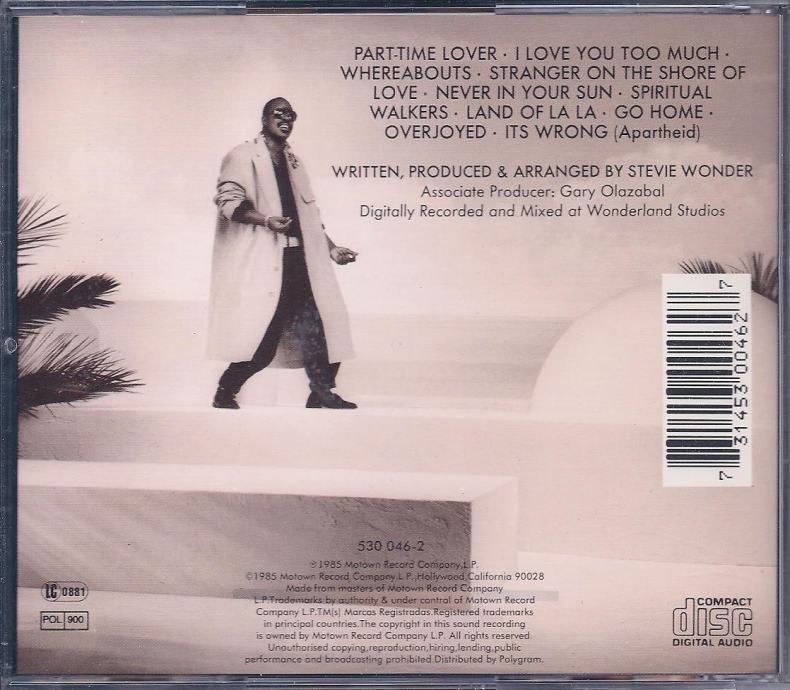 PART-TIME LOVER · I LOVE YOU TOO MUCH ·
WHEREABOUTS · STRANGER ON THE SHORE OF
LOVE · NEVER IN YOUR SUN · SPIRITUAL
WALKERS · LAND OF LA LA · GO HOME ·
OVERJOYED · ITS WRONG (Apartheid)
WRITTEN, PRODUCED & ARRANGED BY STEVIE WONDER
Associate Producer: Gary Olazabal
Digitally Recorded and Mixed at Wonderland Studios
7 31453 00462 7
530 046-2
℗1985 Motown Record Company,L.P.
©1985 Motown Record Company L.P.,Hollywood,California 90028
Made from masters of Motown Record Company
L.P.Trademarks by authority & under control of Motown Record
Company L.P.TM(s) Marcas Registradas.Registered trademarks
in principal countries.The copyright in this sound recording
is owned by Motown Record Company L.P. All rights reserved.
Unauthorised copying,reproduction,hiring,lending,public
performance and broadcasting prohibited.Distributed by Polygram.
LC 0881
POL 900
COMPACT
disc
DIGITAL AUDIO